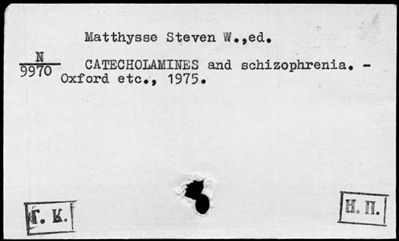 Matthysse Steven W.,ed.
N
9970
CATECHOLAMINES and schizophrenia. -
Oxford etc., 1975.
Г. К.
Н. П.